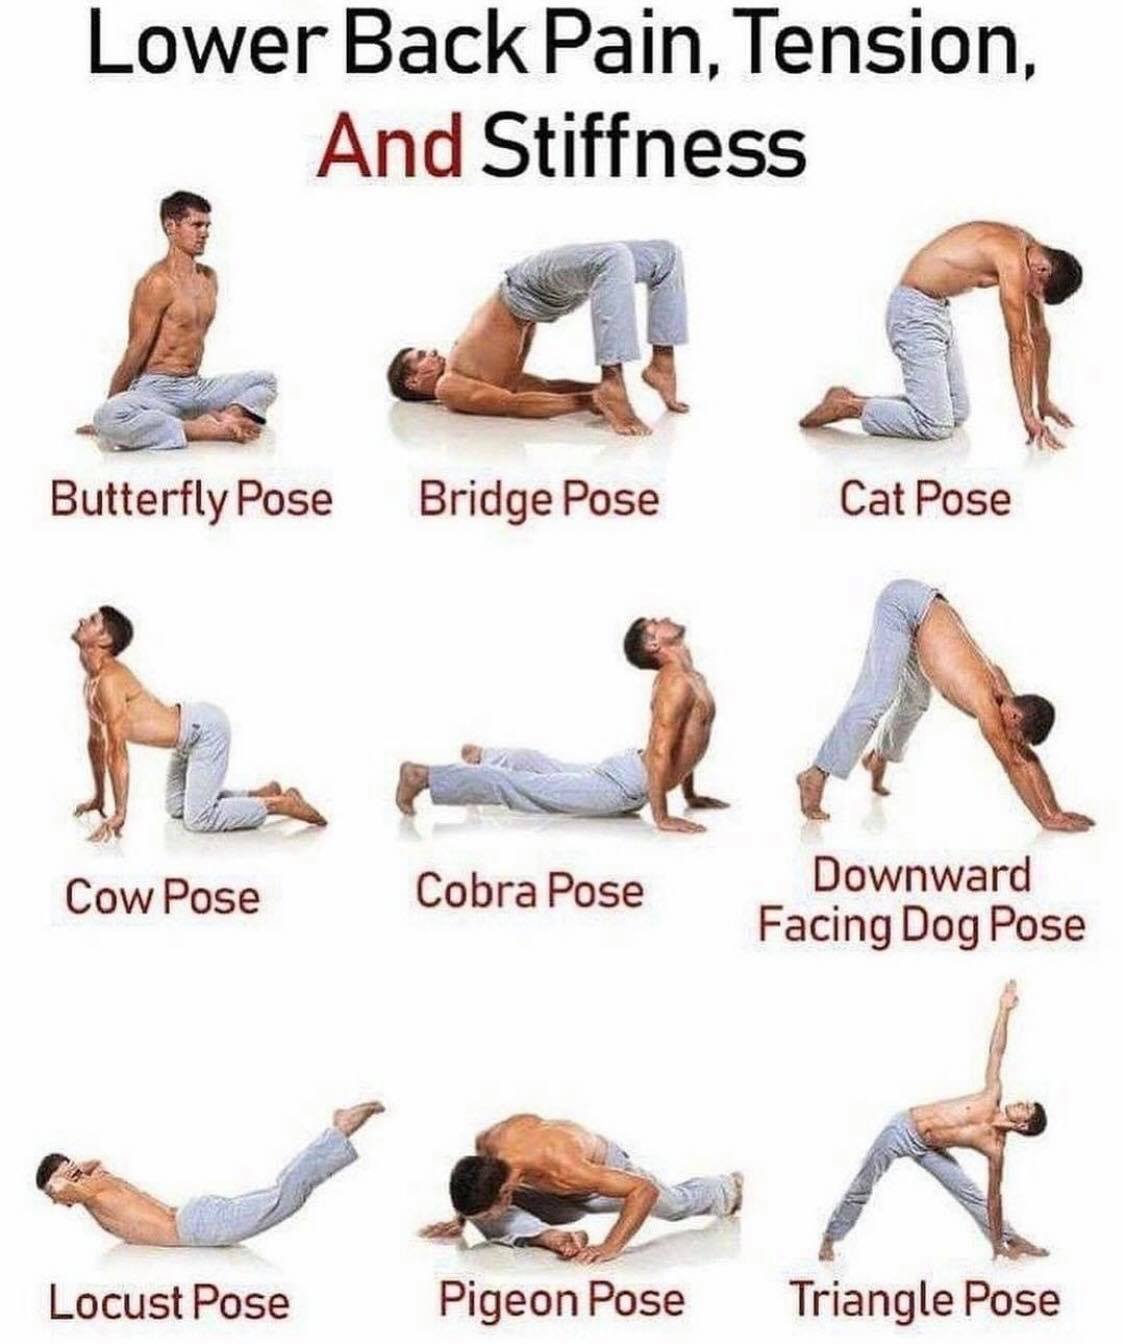 Lower Back Pain, Tension,
And Stiffness
Butterfly Pose
Bridge Pose
Cat Pose
Cow Pose
Cobra Pose
Downward
Facing Dog Pose
Locust Pose
Pigeon Pose
Triangle Pose